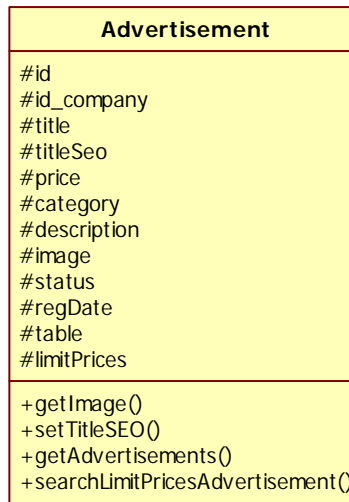 Advertisement
#id
#id_company
#title
#titleSeo
#price
#category
#description
#image
#status
#regDate
#table
#limitPrices
+getImage()
+setTitleSEO()
+getAdvertisements()
+searchLimitPricesAdvertisement()